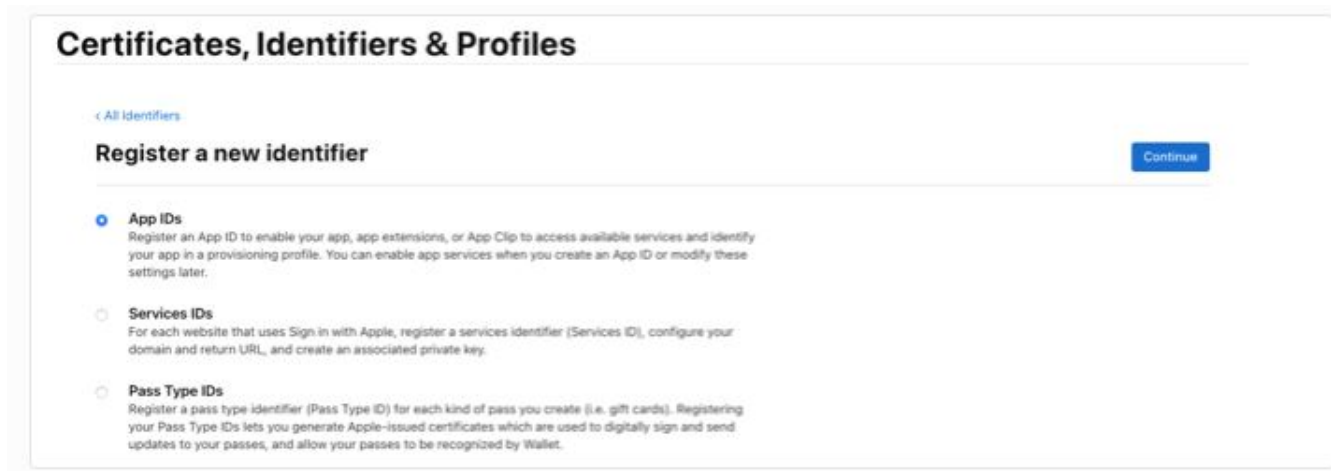 Certificates, Identifiers & Profiles
< All Identifiers
Register a new identifier
Continue
App IDs
Register an App ID to enable your app, app extensions, or App Clip to access available services and identify
your app in a provisioning profile. You can enable app services when you create an App ID or modify these
settings later.
Services IDs
For each website that uses Sign in with Apple, register a services identifier (Services ID), configure your
domain and return URL, and create an associated private key.
Pass Type IDs
Register a pass type identifier (Pass Type ID) for each kind of pass you create (i.e. gift cards). Registering
your Pass Type IDs lets you generate Apple-issued certificates which are used to digitally sign and send
updates to your passes, and allow your passes to be recognized by Wallet.